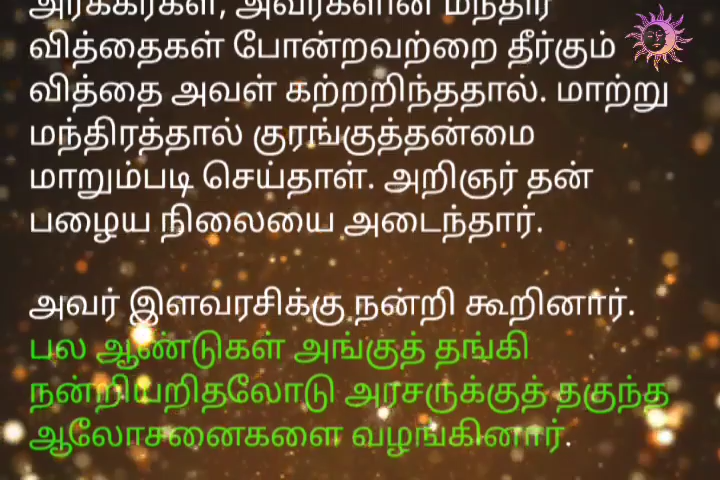 அரக்கர்கள், அவர்களின் மந்திர
வித்தைகள் போன்றவற்றை தீர்கும்
வித்தை அவள் கற்றறிந்ததால். மாற்று
மந்திரத்தால் குரங்குத்தன்மை
மாறும்படி செய்தாள். அறிஞர் தன்
பழைய நிலையை அடைந்தார்.
அவர் இளவரசிக்கு நன்றி கூறினார்.
பல ஆண்டுகள் அங்குத் தங்கி
நன்றியறிதலோடு அரசருக்குத் தகுந்த
ஆலோசனைகளை வழங்கினார்.